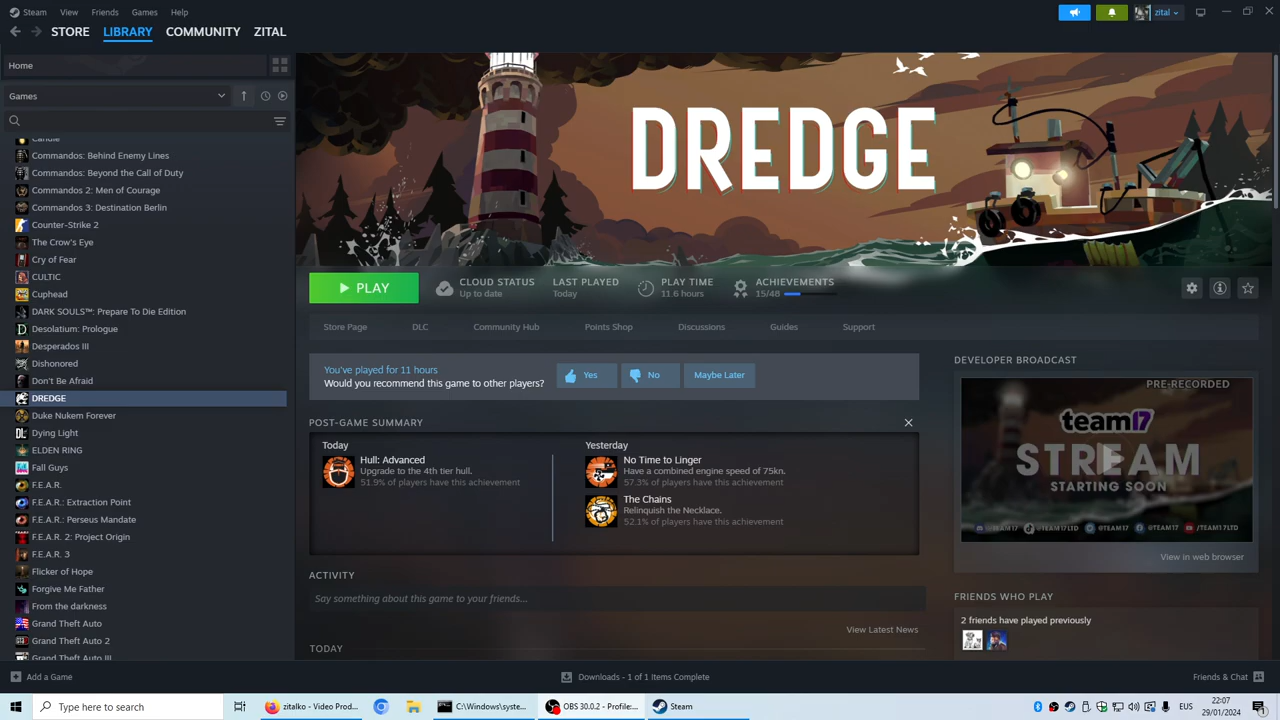 Steam View Friends Games Help
zital
STORE LIBRARY COMMUNITY ZITAL
Home
Games
Candle
Commandos: Behind Enemy Lines
Commandos: Beyond the Call of Duty
Commandos 2: Men of Courage
Commandos 3: Destination Berlin
Counter-Strike 2
The Crow's Eye
Cry of Fear
CULTIC
Cuphead
DARK SOULS™: Prepare To Die Edition
Desolatium: Prologue
Desperados III
Dishonored
Don't Be Afraid
DREDGE
Duke Nukem Forever
Dying Light
ELDEN RING
Fall Guys
F.E.A.R.
F.E.A.R.: Extraction Point
F.E.A.R.: Perseus Mandate
F.E.A.R. 2: Project Origin
F.E.A.R. 3
Flicker of Hope
Forgive Me Father
From the darkness
Grand Theft Auto
Grand Theft Auto 2
Grand Theft Auto III
DREDGE
PLAY
CLOUD STATUS
Up to date
LAST PLAYED
Today
PLAY TIME
11.6 hours
ACHIEVEMENTS
15/48
Store Page DLC Community Hub Points Shop Discussions Guides Support
You've played for 11 hours
Would you recommend this game to other players?
Yes No Maybe Later
POST-GAME SUMMARY
Today
Hull: Advanced
Upgrade to the 4th tier hull.
51.9% of players have this achievement
Yesterday
No Time to Linger
Have a combined engine speed of 75kn.
57.3% of players have this achievement
The Chains
Relinquish the Necklace.
52.1% of players have this achievement
ACTIVITY
Say something about this game to your friends...
View Latest News
TODAY
DEVELOPER BROADCAST
PRE-RECORDED
team17
STREAM
STARTING SOON
@TEAM17 @TEAM17LTD @TEAM17 @TEAM17 /TEAM17LTD
View in web browser
FRIENDS WHO PLAY
2 friends have played previously
Add a Game
Downloads - 1 of 1 Items Complete
Friends & Chat
Type here to search
zitalko - Video Prod...
C:\Windows\syste...
OBS 30.0.2 - Profile:...
Steam
EUS
22:07
29/01/2024
1